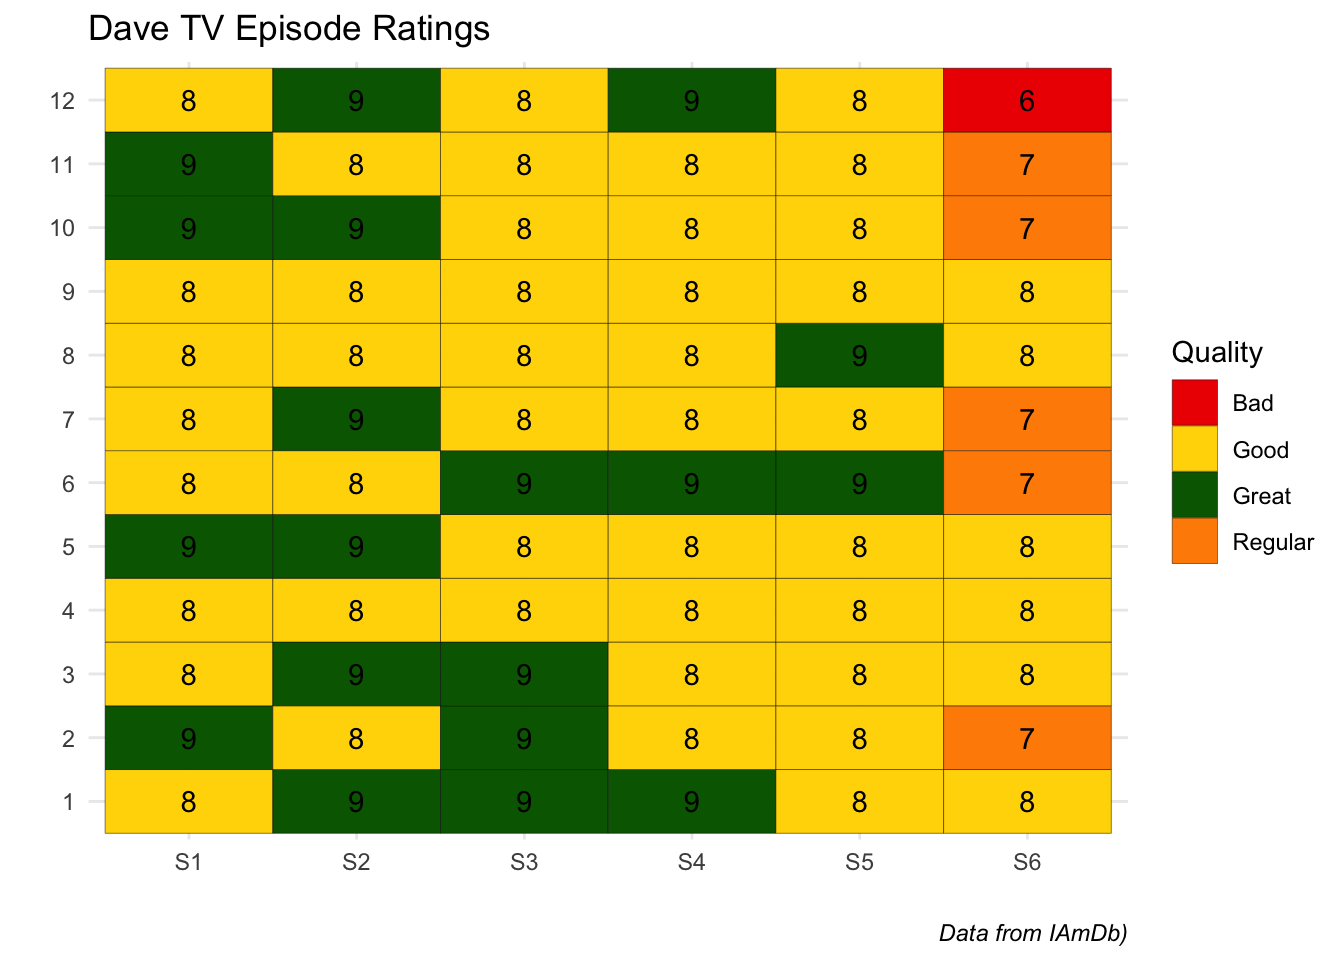 Dave TV Episode Ratings
12 8 9 8 9 8 6
11 9 8 8 8 8 7
10 9 9 8 8 8 7
9 8 8 8 8 8 8
8 8 8 8 8 9 8
7 8 9 8 8 8 7
6 8 8 9 9 9 7
5 9 9 8 8 8 8
4 8 8 8 8 8 8
3 8 9 9 8 8 8
2 9 8 9 8 8 7
1 8 9 9 9 8 8
S1 S2 S3 S4 S5 S6
Quality
Bad
Good
Great
Regular
Data from IAmDb)